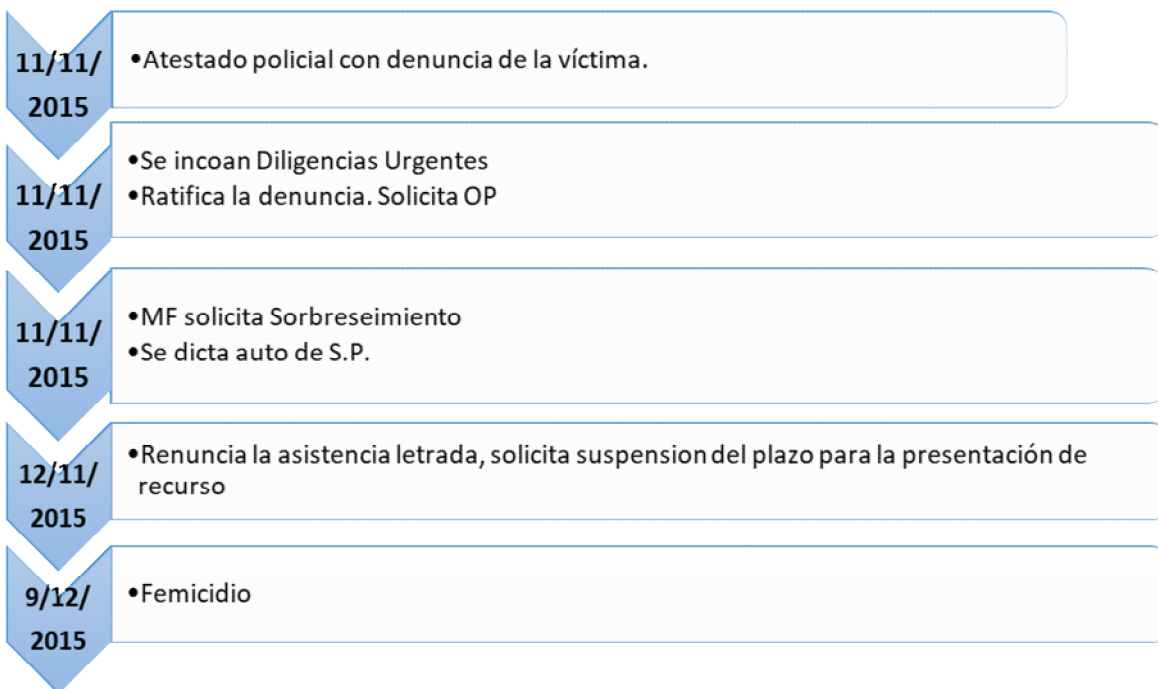 11/11/
2015
•Atestado policial con denuncia de la víctima.
11/11/
2015
•Se incoan Diligencias Urgentes
•Ratifica la denuncia. Solicita OP
11/11/
2015
•MF solicita Sorbreseimiento
•Se dicta auto de S.P.
12/11/
2015
•Renuncia la asistencia letrada, solicita suspension del plazo para la presentación de
recurso
9/12/
2015
•Femicidio